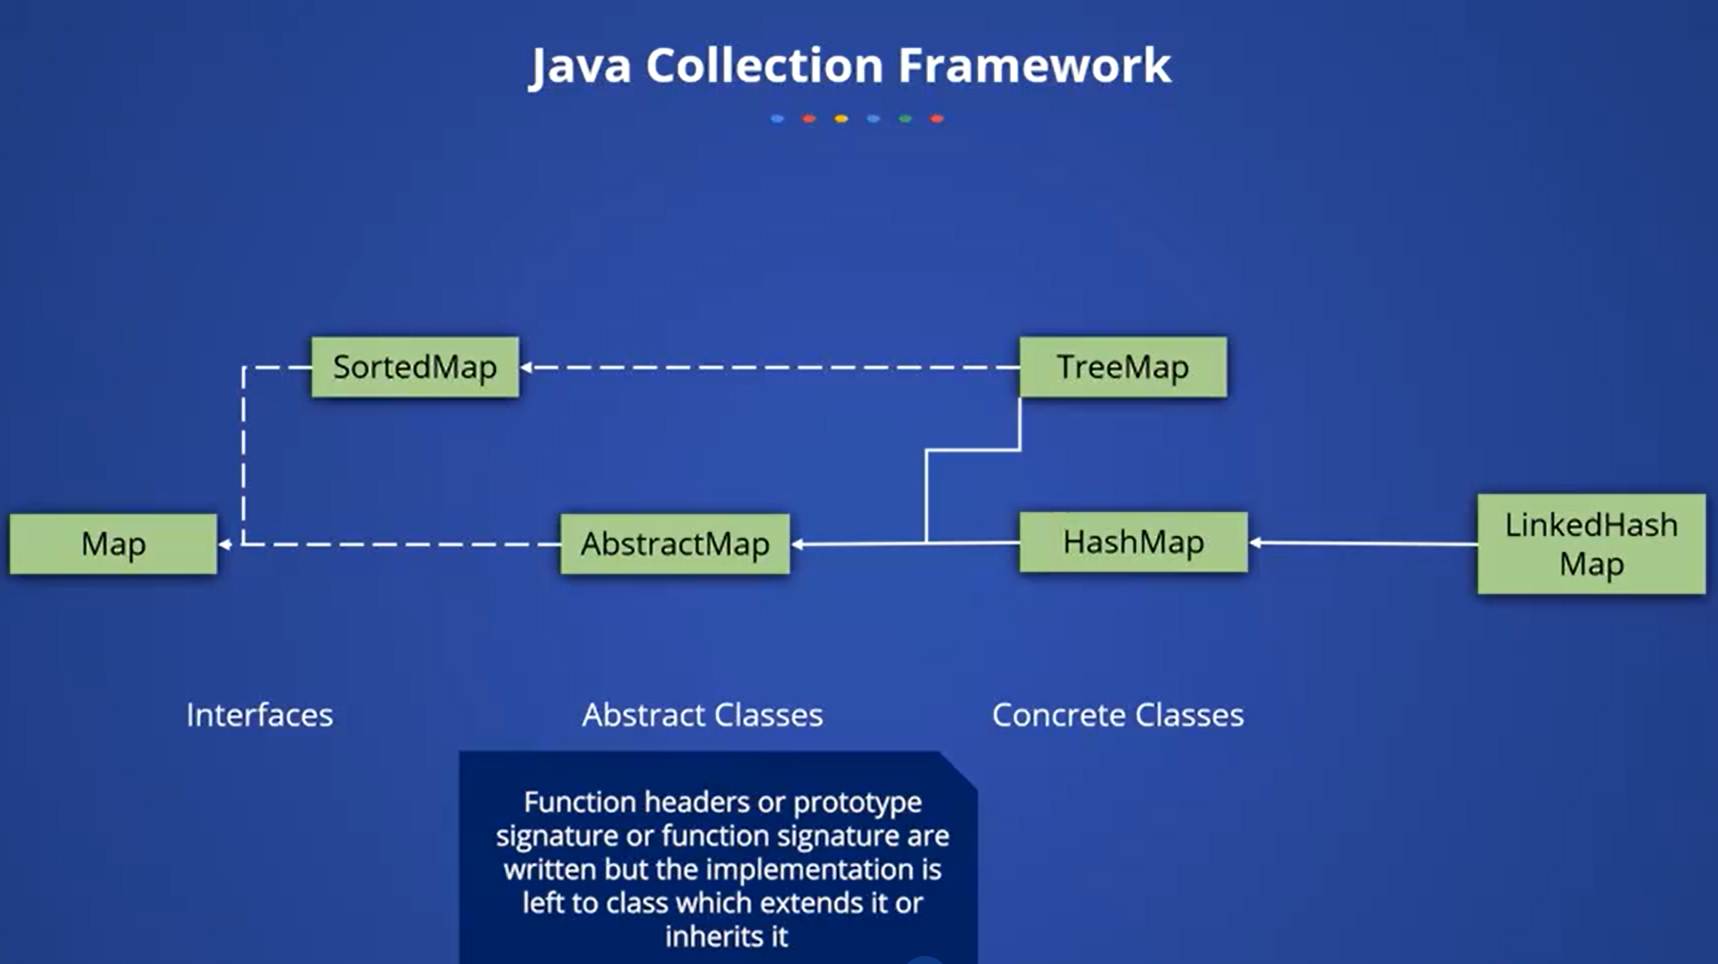 Java Collection Framework
SortedMap
TreeMap
Map
AbstractMap
HashMap
LinkedHash
Map
Interfaces
Abstract Classes
Concrete Classes
Function headers or prototype
signature or function signature are
written but the implementation is
left to class which extends it or
inherits it